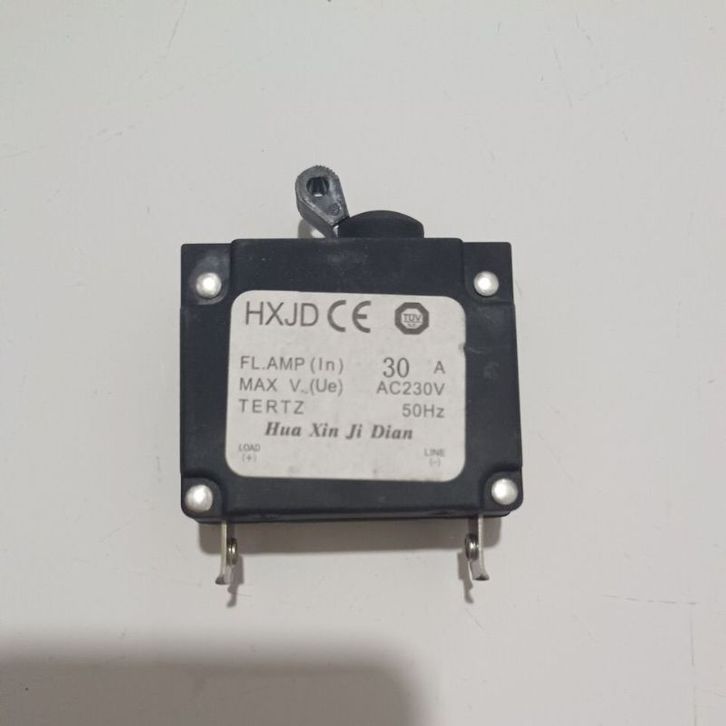 HXJD CE TÜV
FL.AMP (In) 30 A
MAX V.,(Ue) AC230V
TERTZ 50Hz
Hua Xin Ji Dian
LOAD LINE
(+) (-)